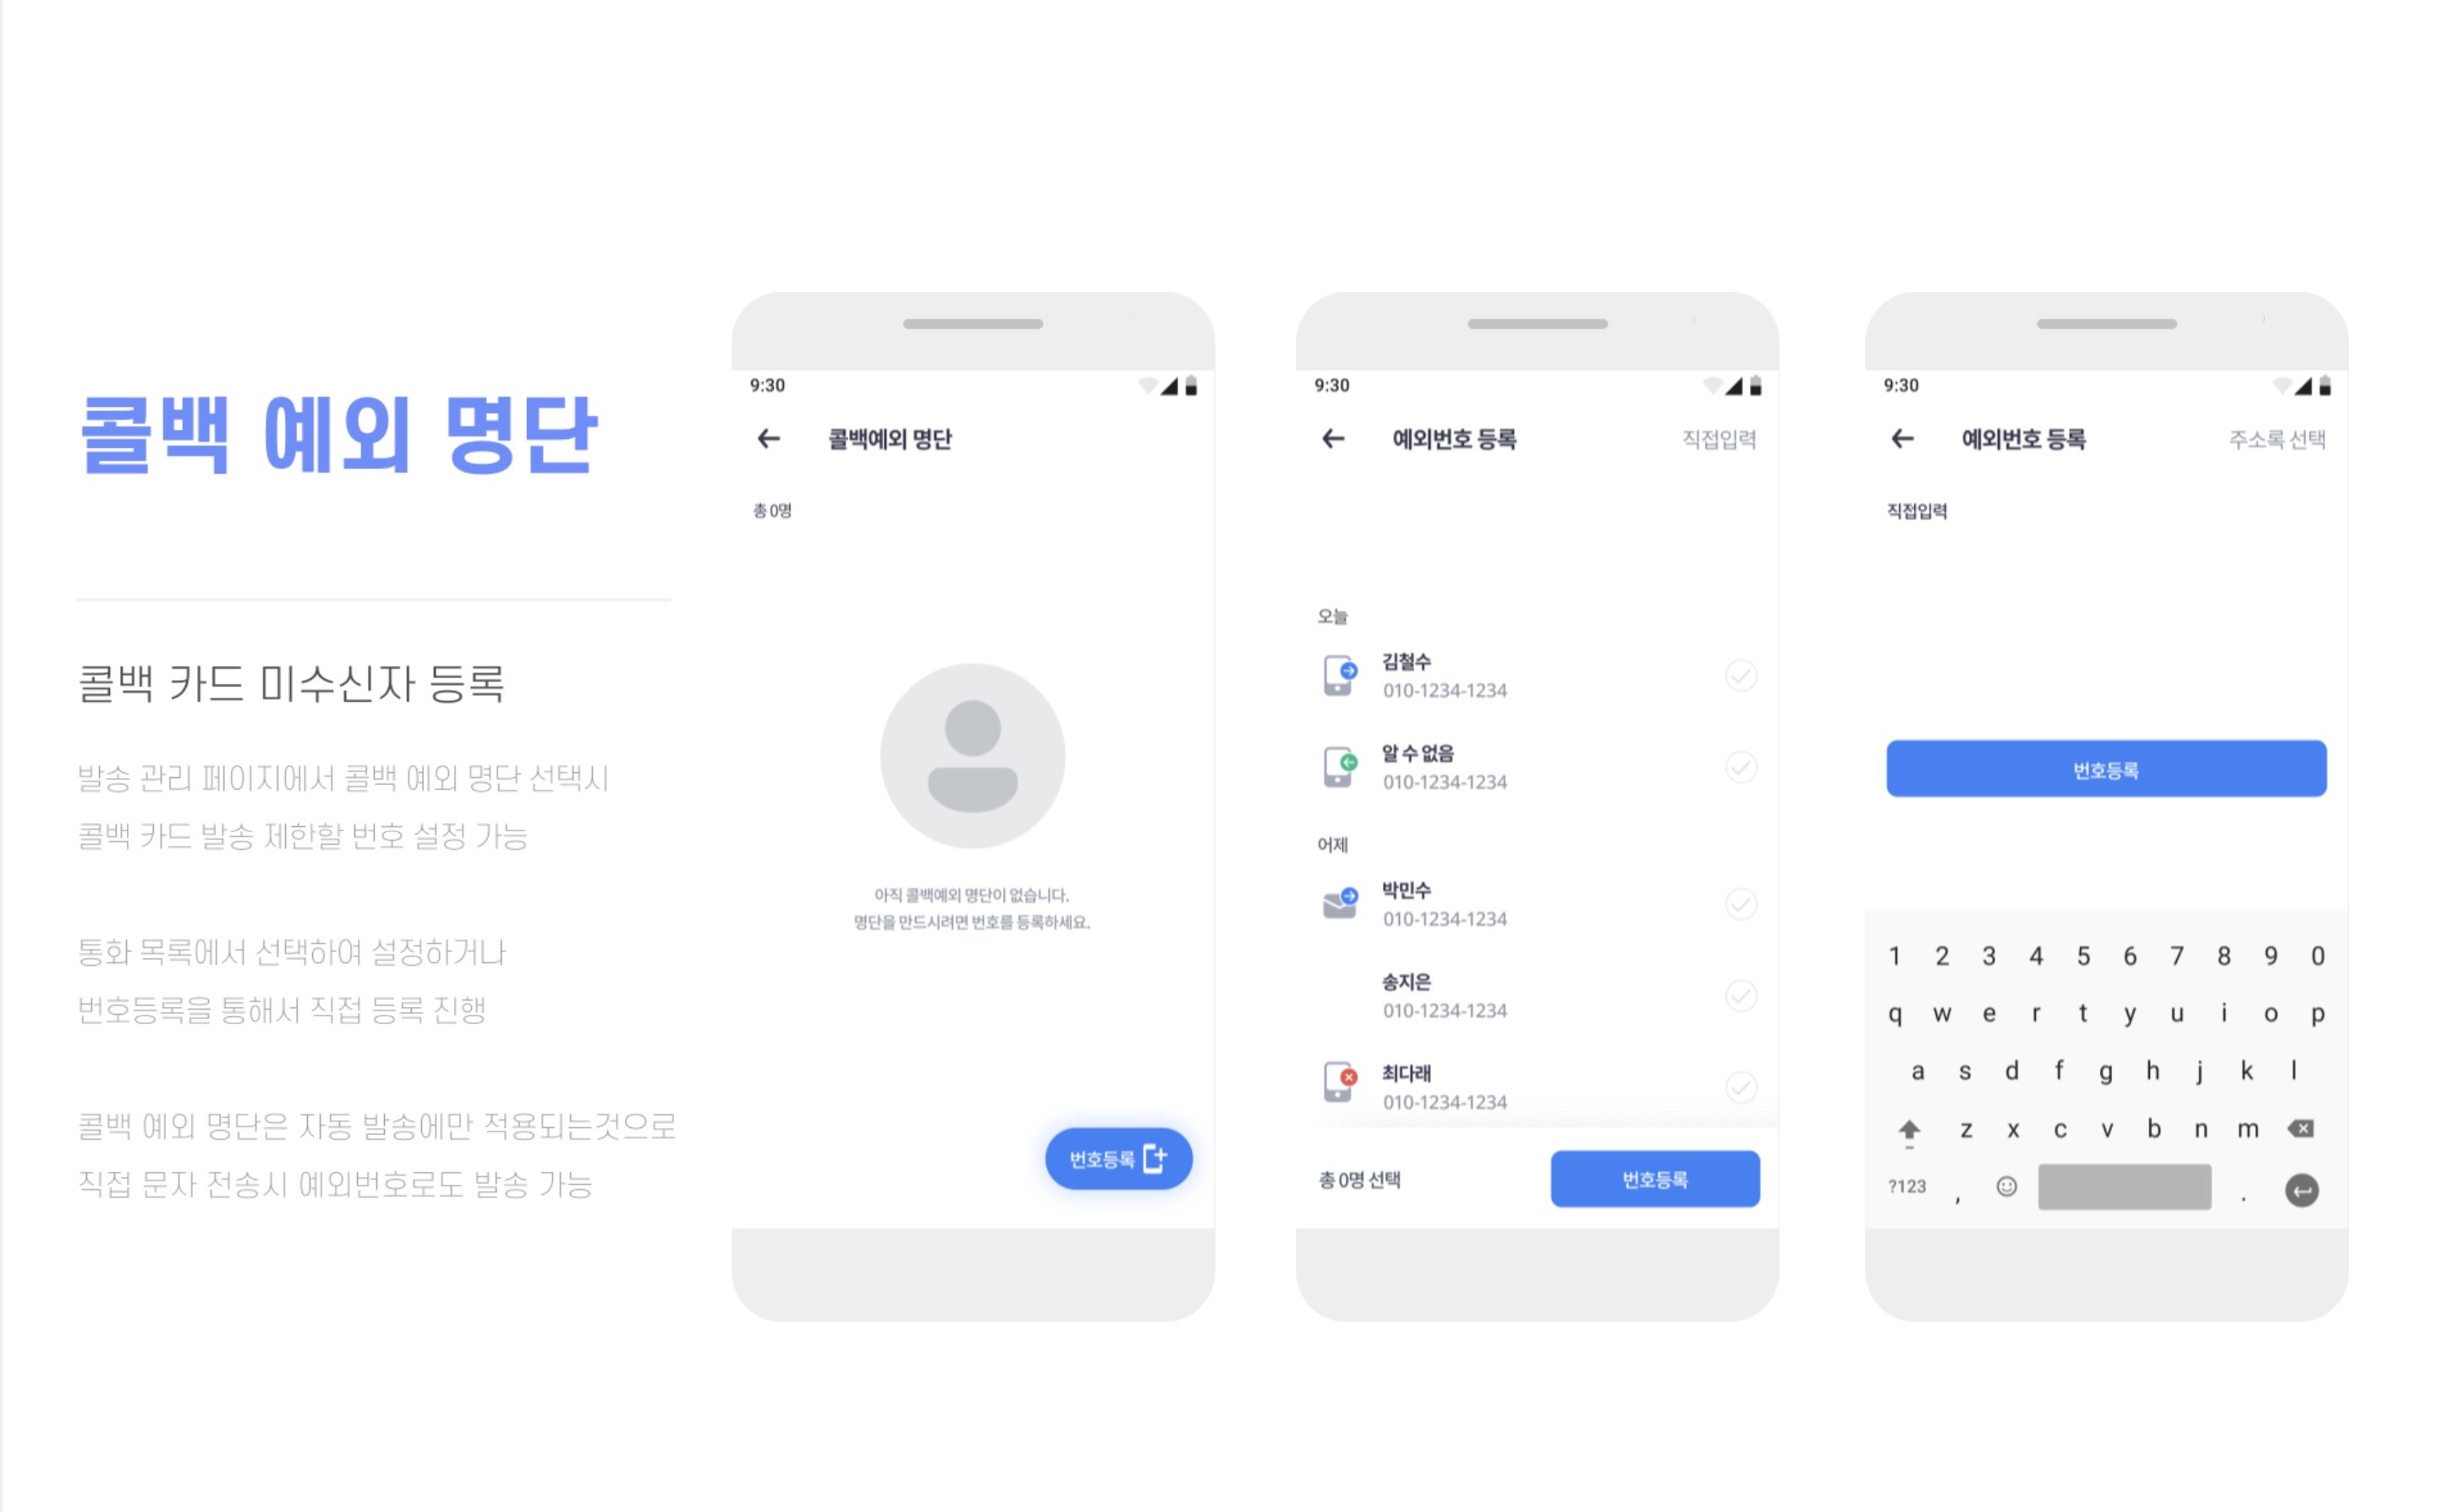 콜백 예외 명단
콜백 카드 미수신자 등록
발송 관리 페이지에서 콜백 예외 명단 선택시
콜백 카드 발송 제한할 번호 설정 가능
통화 목록에서 선택하여 설정하거나
번호등록을 통해서 직접 등록 진행
콜백 예외 명단은 자동 발송에만 적용되는것으로
직접 문자 전송시 예외번호로도 발송 가능
9:30
콜백예외 명단
총 0명
아직 콜백예외 명단이 없습니다.
명단을 만드시려면 번호를 등록하세요.
번호등록
9:30
예외번호 등록 직접입력
오늘
김철수
010-1234-1234
알 수 없음
010-1234-1234
어제
박민수
010-1234-1234
송지은
010-1234-1234
최다래
010-1234-1234
총 0명 선택 번호등록
9:30
예외번호 등록 주소록 선택
직접입력
번호등록
1 2 3 4 5 6 7 8 9 0
q w e r t y u i o p
a s d f g h j k l
z x c v b n m
?123 , .